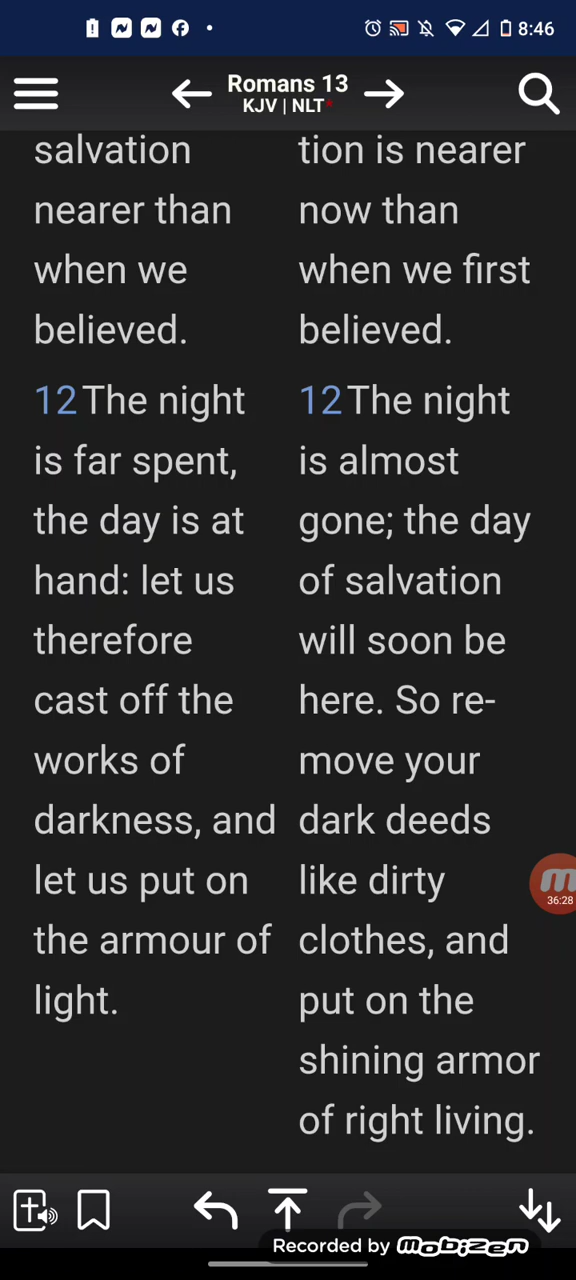 8:46
Romans 13
KJV | NLT*
salvation
nearer than
when we
believed.
12 The night
is far spent,
the day is at
hand: let us
therefore
cast off the
works of
darkness, and
let us put on
the armour of
light.
tion is nearer
now than
when we first
believed.
12 The night
is almost
gone; the day
of salvation
will soon be
here. So re-
move your
dark deeds
like dirty
clothes, and
put on the
shining armor
of right living.
36:28
Recorded by mobizen